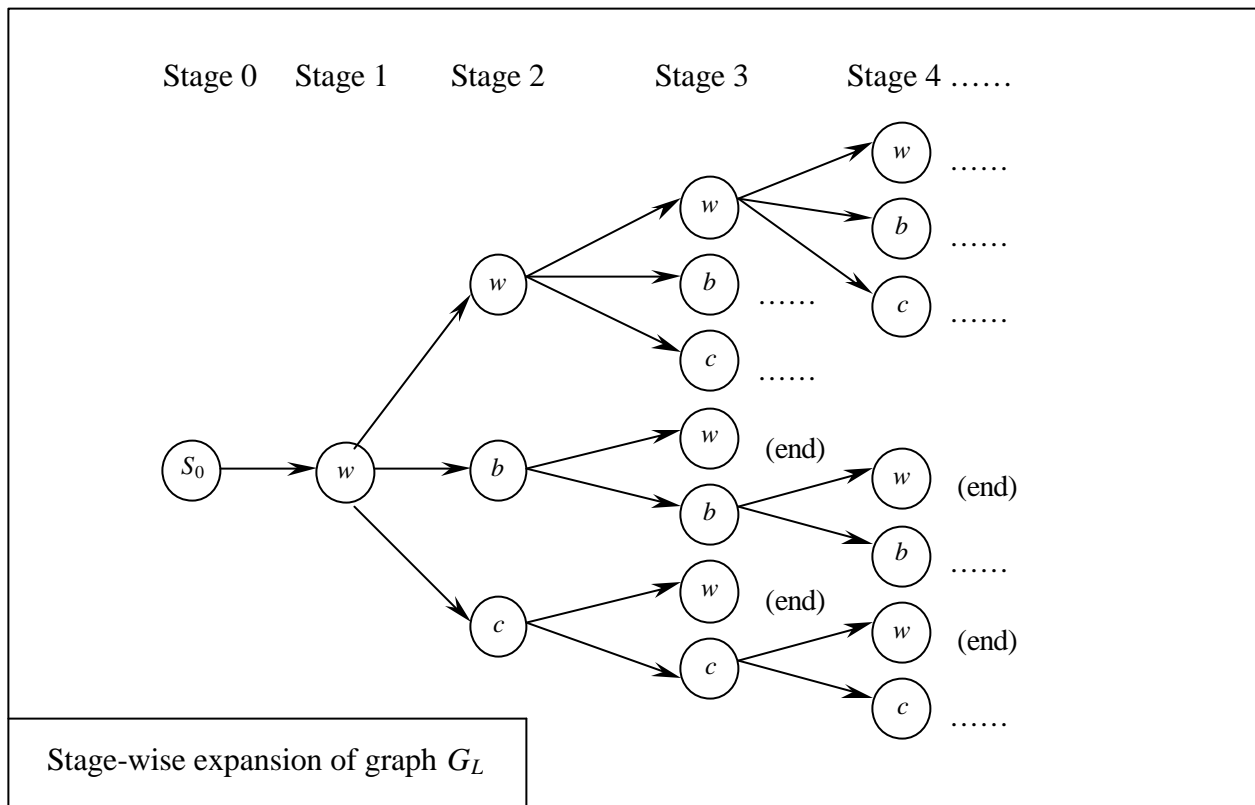 Stage 0 Stage 1 Stage 2 Stage 3 Stage 4 ……
w ……
w
b ……
w
b ……
c ……
c ……
w (end)
S0 w b
w (end)
b
b ……
w (end)
c
w (end)
c
c ……
Stage-wise expansion of graph GL